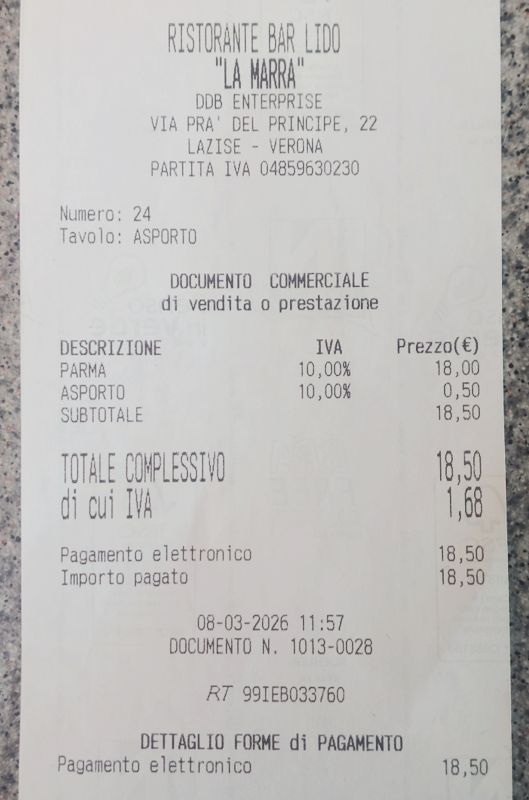 RISTORANTE BAR LIDO
"LA MARRA"
DDB ENTERPRISE
VIA PRA' DEL PRINCIPE, 22
LAZISE - VERONA
PARTITA IVA 04859630230
Numero: 24
Tavolo: ASPORTO
DOCUMENTO COMMERCIALE
di vendita o prestazione
DESCRIZIONE IVA Prezzo(€)
PARMA 10,00% 18,00
ASPORTO 10,00% 0,50
SUBTOTALE 18,50
TOTALE COMPLESSIVO 18,50
di cui IVA 1,68
Pagamento elettronico 18,50
Importo pagato 18,50
08-03-2026 11:57
DOCUMENTO N. 1013-0028
RT 99IEB033760
DETTAGLIO FORME di PAGAMENTO
Pagamento elettronico 18,50